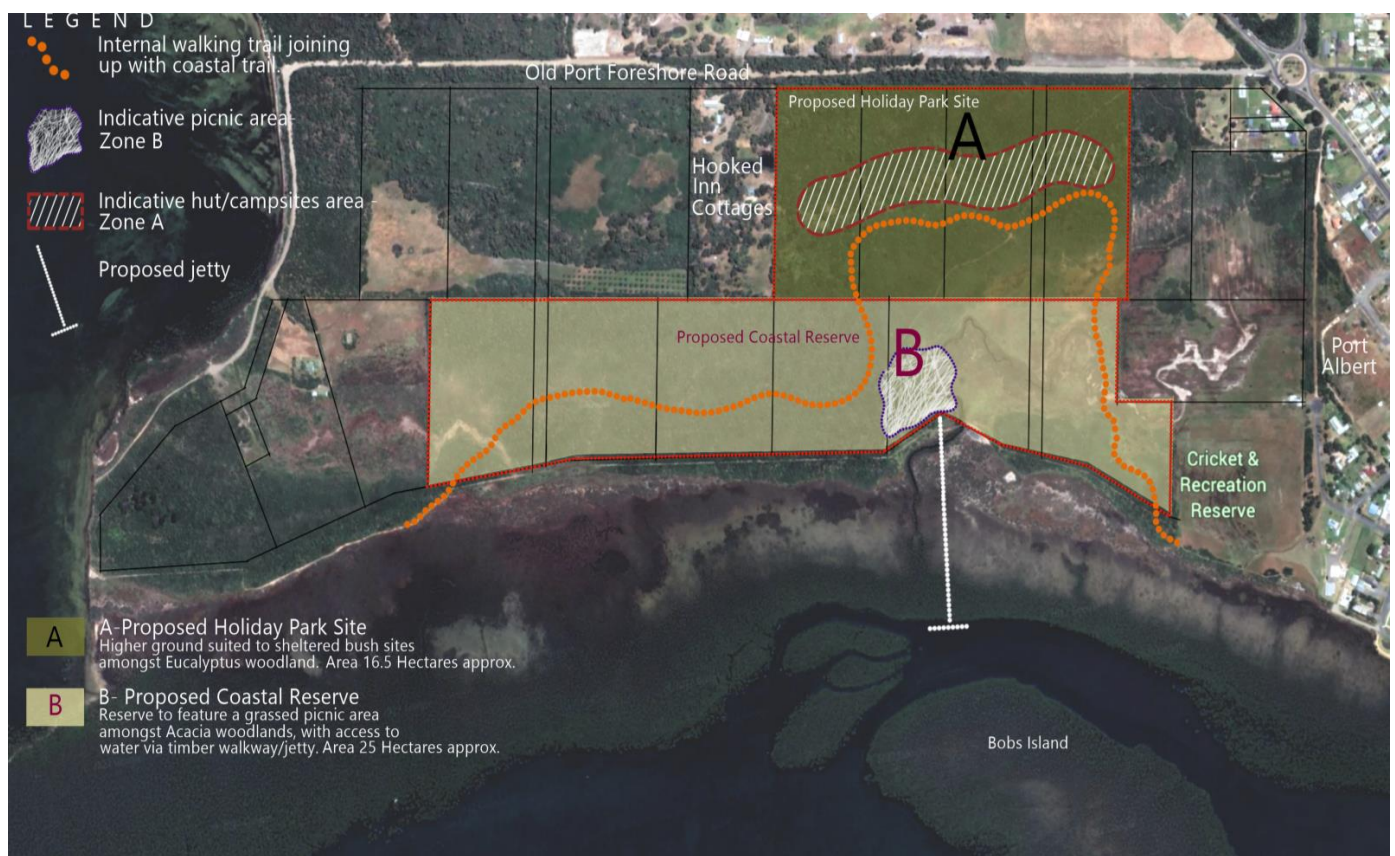 L E G E N D
Internal walking trail joining
up with coastal trail.
Indicative picnic area-
Zone B
Indicative hut/campsites area -
Zone A
Proposed jetty
Old Port Foreshore Road
Proposed Holiday Park Site
A
Hooked
Inn
Cottages
Proposed Coastal Reserve
B
Port
Albert
Cricket &
Recreation
Reserve
A
A-Proposed Holiday Park Site
Higher ground suited to sheltered bush sites
amongst Eucalyptus woodland. Area 16.5 Hectares approx.
B
B- Proposed Coastal Reserve
Reserve to feature a grassed picnic area
amongst Acacia woodlands, with access to
water via timber walkway/jetty. Area 25 Hectares approx.
Bobs Island